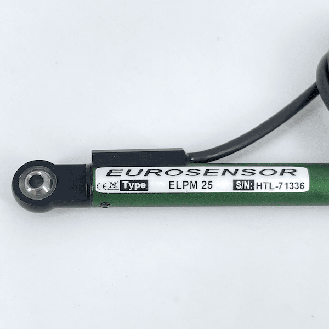 EUROSENSOR
CE Type ELPM 25 S/N: HTL-71336